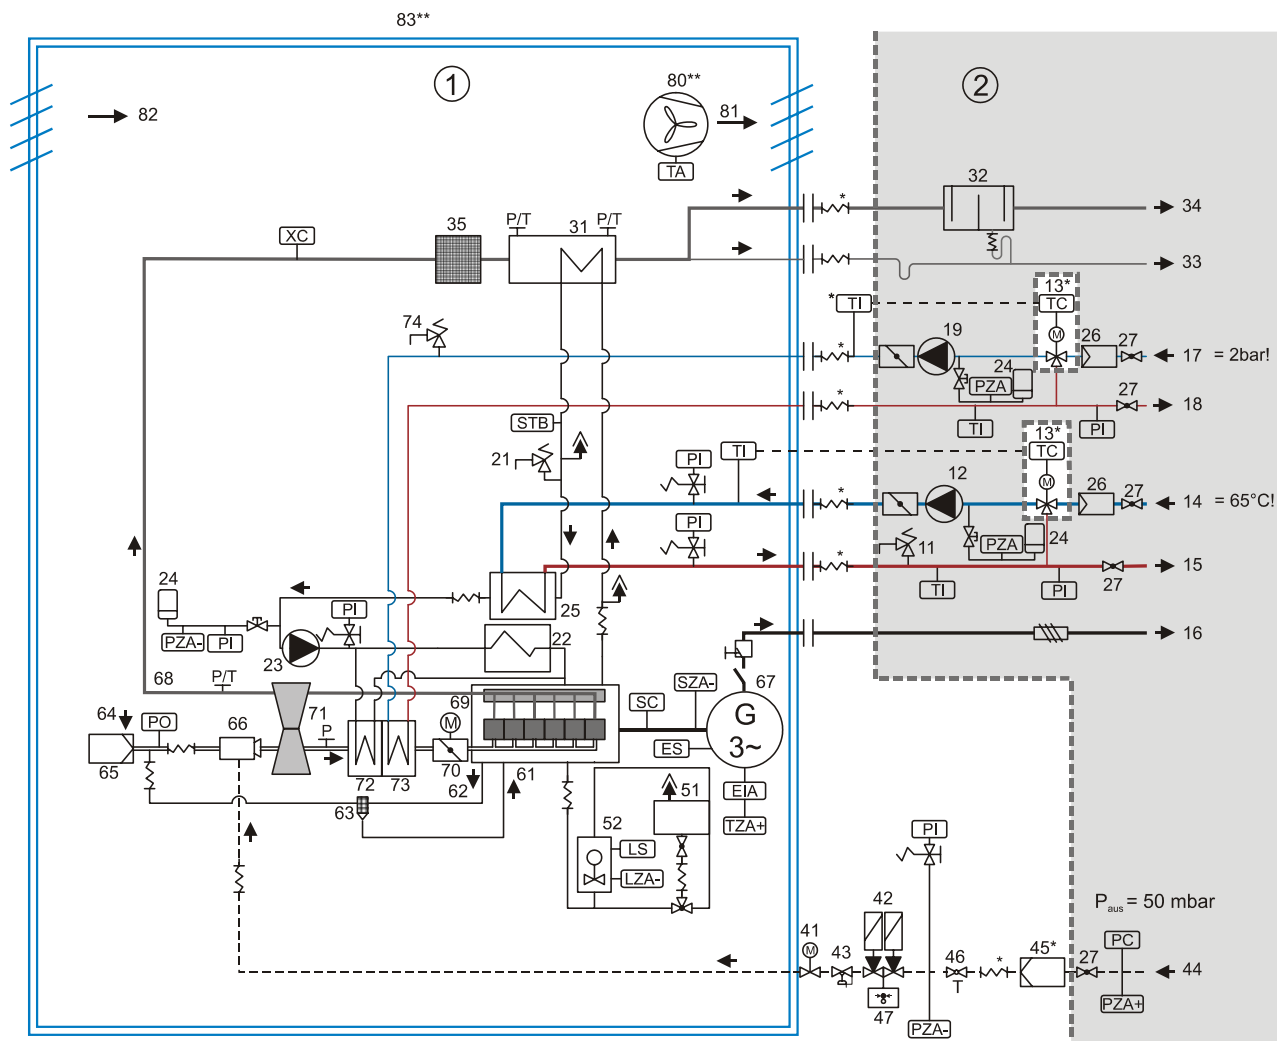 83**
1
80**
2
82
81
TA
32
P/T
P/T
35
31
*
34
XC
33
13*
* TI
TC
74
19
M
26
27
17 = 2bar!
*
24
PZA
27
*
18
STB
TI
PI
13*
21
PI
TI
TC
12
M
26
27
14 = 65°C!
*
PI
11
PZA
24
*
15
24
25
TI
PI
27
PI
PZA-
PI
22
16
23
68
P/T
SZA-
67
69
SC
64
PO
66
71
P
M
G
3~
ES
65
72
73
70
62
61
EIA
51
63
52
TZA+
PI
LS
LZA-
42
P aus = 50 mbar
41
43
46
*
45*
27
PC
M
44
47
PZA-
PZA+